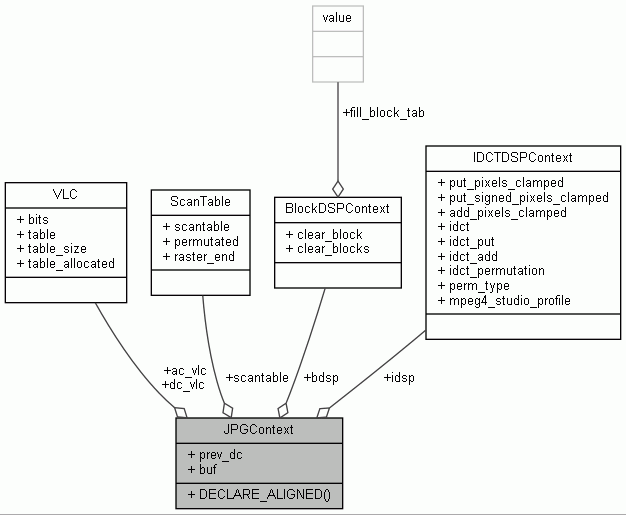 value
+fill_block_tab
VLC
+ bits
+ table
+ table_size
+ table_allocated
ScanTable
+ scantable
+ permutated
+ raster_end
BlockDSPContext
+ clear_block
+ clear_blocks
IDCTDSPContext
+ put_pixels_clamped
+ put_signed_pixels_clamped
+ add_pixels_clamped
+ idct
+ idct_put
+ idct_add
+ idct_permutation
+ perm_type
+ mpeg4_studio_profile
+ac_vlc
+dc_vlc
+scantable
+bdsp
+idsp
JPGContext
+ prev_dc
+ buf
+ DECLARE_ALIGNED()